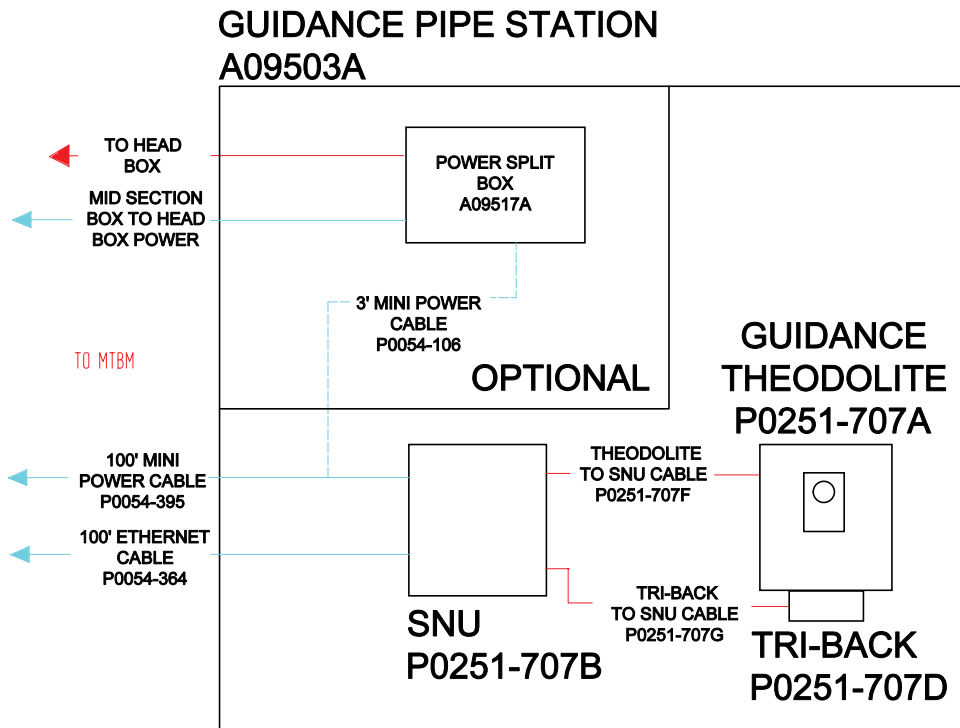 GUIDANCE PIPE STATION
A09503A
TO HEAD
BOX
MID SECTION
BOX TO HEAD
BOX POWER
POWER SPLIT
BOX
A09517A
3' MINI POWER
CABLE
P0054-106
TO MTBM
OPTIONAL
GUIDANCE
THEODOLITE
P0251-707A
100' MINI
POWER CABLE
P0054-395
100' ETHERNET
CABLE
P0054-364
THEODOLITE
TO SNU CABLE
P0251-707F
TRI-BACK
TO SNU CABLE
P0251-707G
SNU
P0251-707B
TRI-BACK
P0251-707D